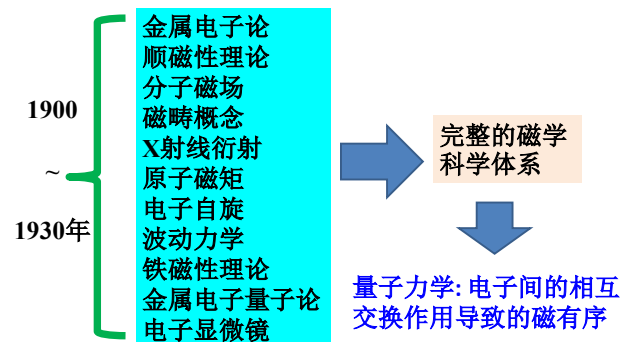 1900
~
1930年
金属电子论
顺磁性理论
分子磁场
磁畴概念
X射线衍射
原子磁矩
电子自旋
波动力学
铁磁性理论
金属电子量子论
电子显微镜
完整的磁学
科学体系
量子力学: 电子间的相互
交换作用导致的磁有序